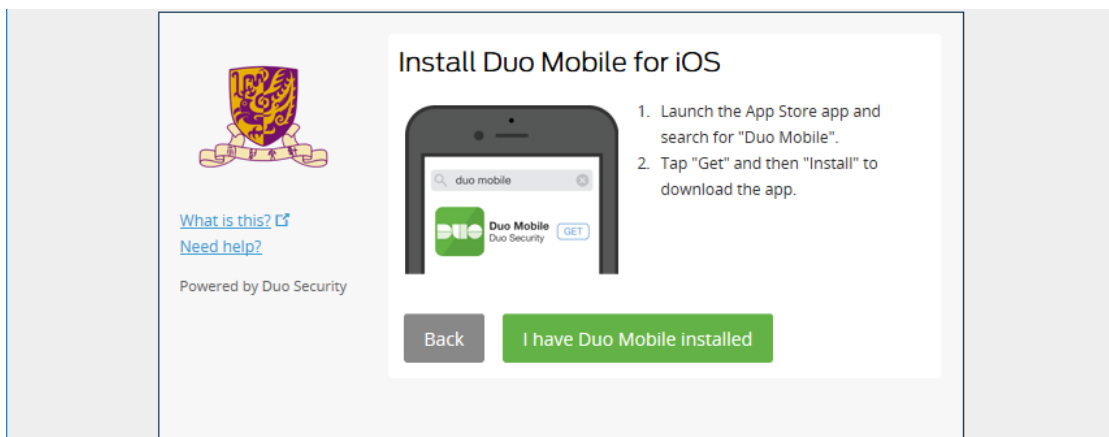 Install Duo Mobile for iOS
1. Launch the App Store app and
search for "Duo Mobile".
2. Tap "Get" and then "Install" to
download the app.
duo mobile
DUO
Duo Mobile
Duo Security
GET
What is this?
Need help?
Powered by Duo Security
Back
I have Duo Mobile installed